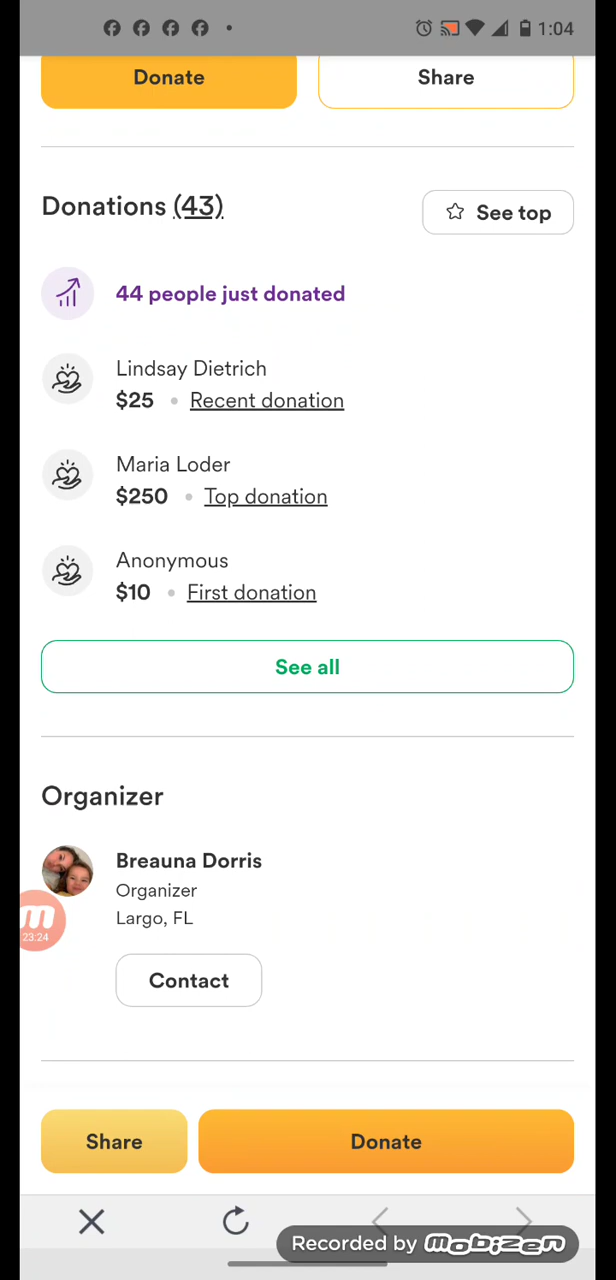 1:04
Donate
Share
Donations (43)
See top
44 people just donated
Lindsay Dietrich
$25 • Recent donation
Maria Loder
$250 • Top donation
Anonymous
$10 • First donation
See all
Organizer
Breauna Dorris
Organizer
Largo, FL
23:24
Contact
Share
Donate
Recorded by mobizen